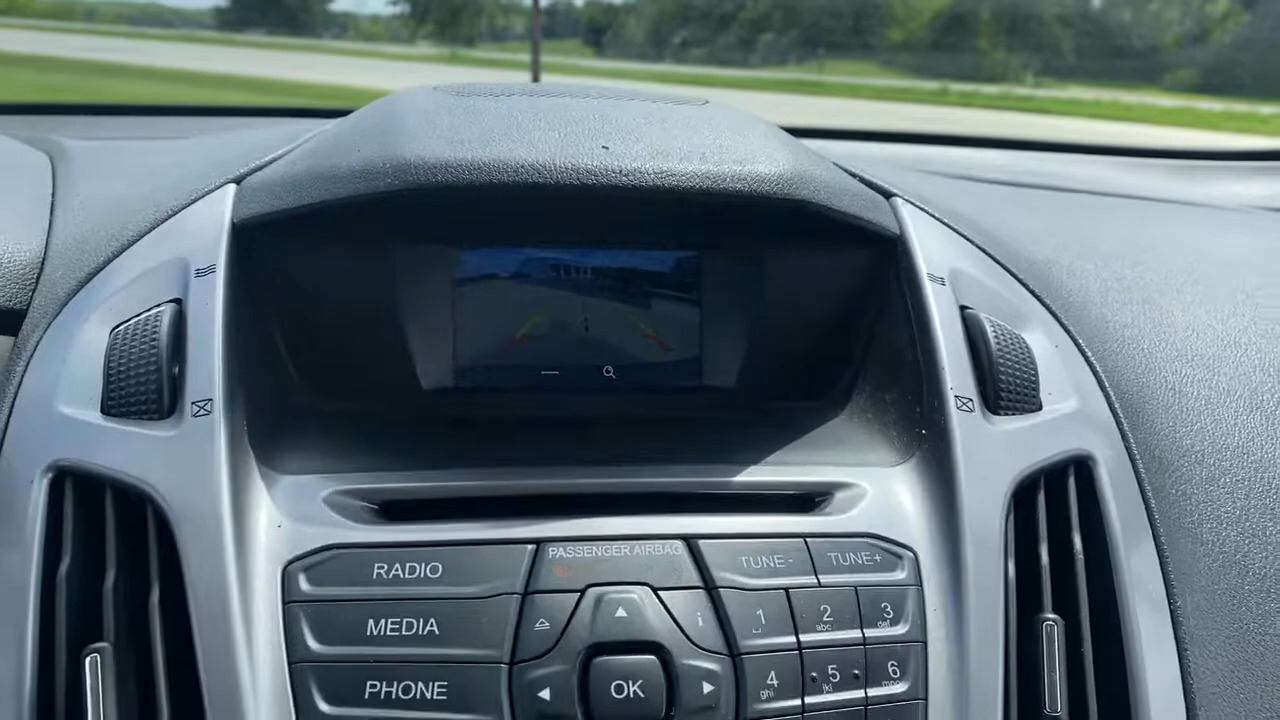 PASSENGER AIRBAG
RADIO
TUNE-
TUNE+
MEDIA
i
1
2
abc
3
def
PHONE
OK
4
ghi
5
jkl
6
mno